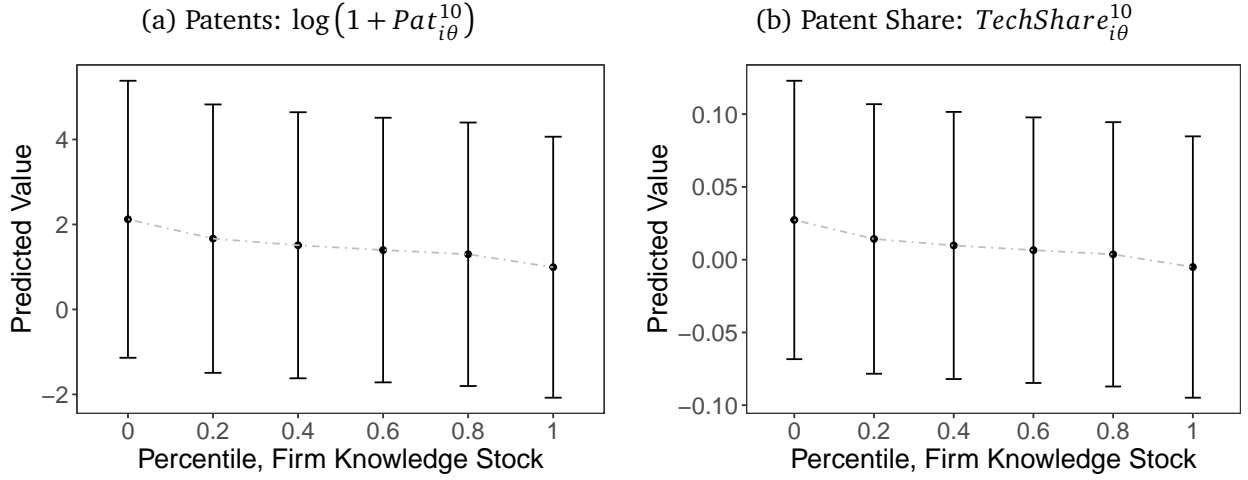 (a) Patents: log(1 + Pat_{iθ}^{10})
(b) Patent Share: TechShare_{iθ}^{10}
Predicted Value
4
2
0
−2
0 0.2 0.4 0.6 0.8 1
Percentile, Firm Knowledge Stock
Predicted Value
0.10
0.05
0.00
−0.05
−0.10
0 0.2 0.4 0.6 0.8 1
Percentile, Firm Knowledge Stock